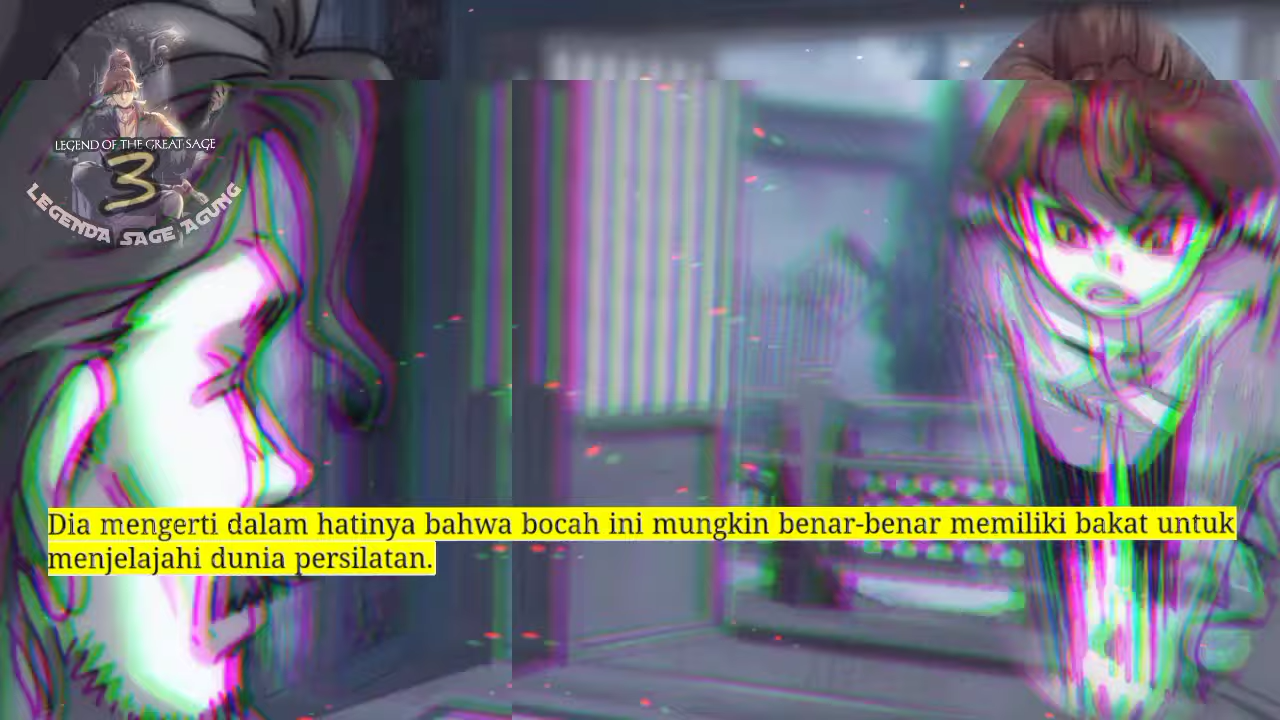 LEGEND OF THE GREAT SAGE
3
LEGENDA SAGE AGUNG
Dia mengerti dalam hatinya bahwa bocah ini mungkin benar-benar memiliki bakat untuk
menjelajahi dunia persilatan.